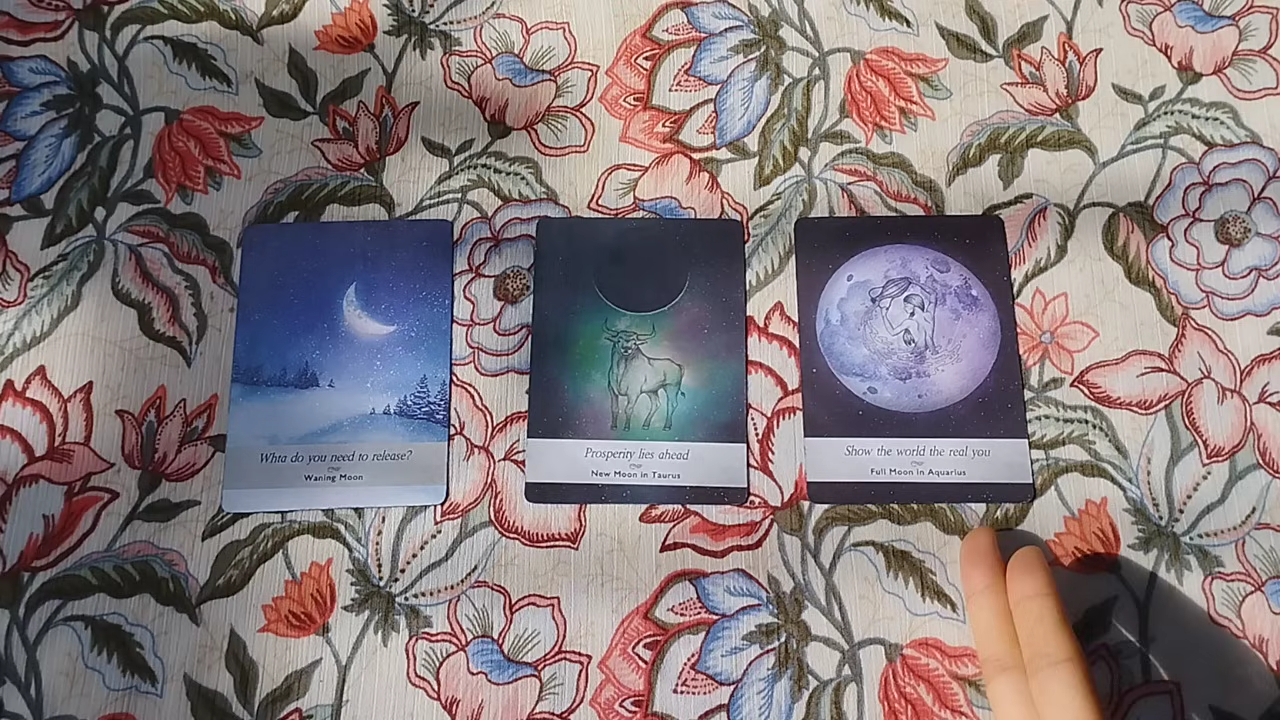 Whta do you need to release?
Waning Moon
Prosperity lies ahead
New Moon in Taurus
Show the world the real you
Full Moon in Aquarius